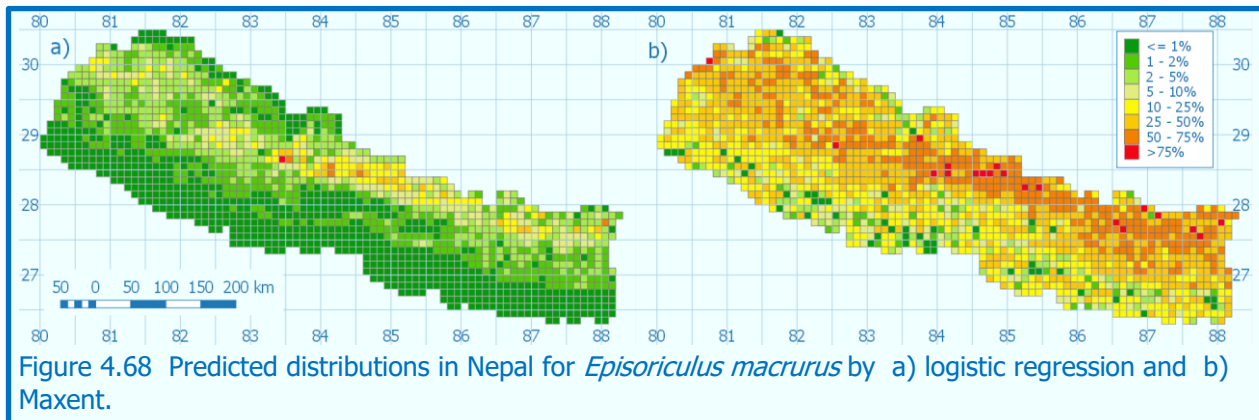 80 81 82 83 84 85 86 87 88 80 81 82 83 84 85 86 87 88
a)
b)
<= 1%
1 - 2%
2 - 5%
5 - 10%
10 - 25%
25 - 50%
50 - 75%
>75%
30 30 30
29 29 29
28 28 28
27 27 27
50 0 50 100 150 200 km
80 81 82 83 84 85 86 87 88 80 81 82 83 84 85 86 87 88
Figure 4.68 Predicted distributions in Nepal for Episoriculus macrurus by a) logistic regression and b)
Maxent.